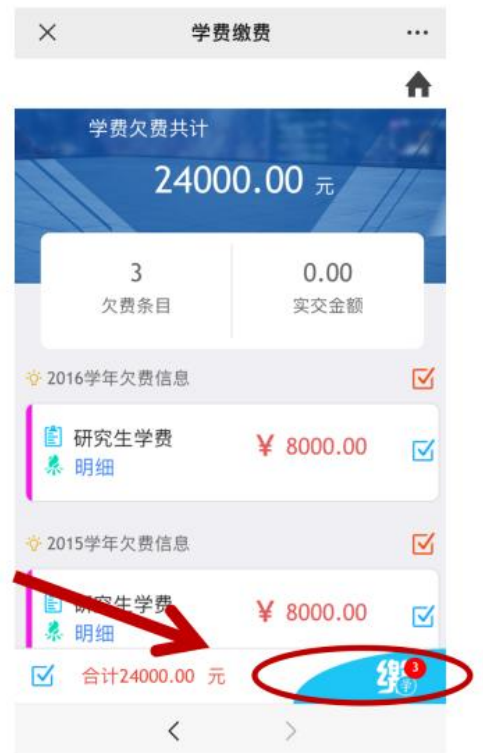 学费缴费
学费欠费共计
24000.00 元
3
欠费条目
0.00
实交金额
2016学年欠费信息
研究生学费
¥ 8000.00
明细
2015学年欠费信息
研究生学费
¥ 8000.00
明细
合计24000.00 元
缴
3
学